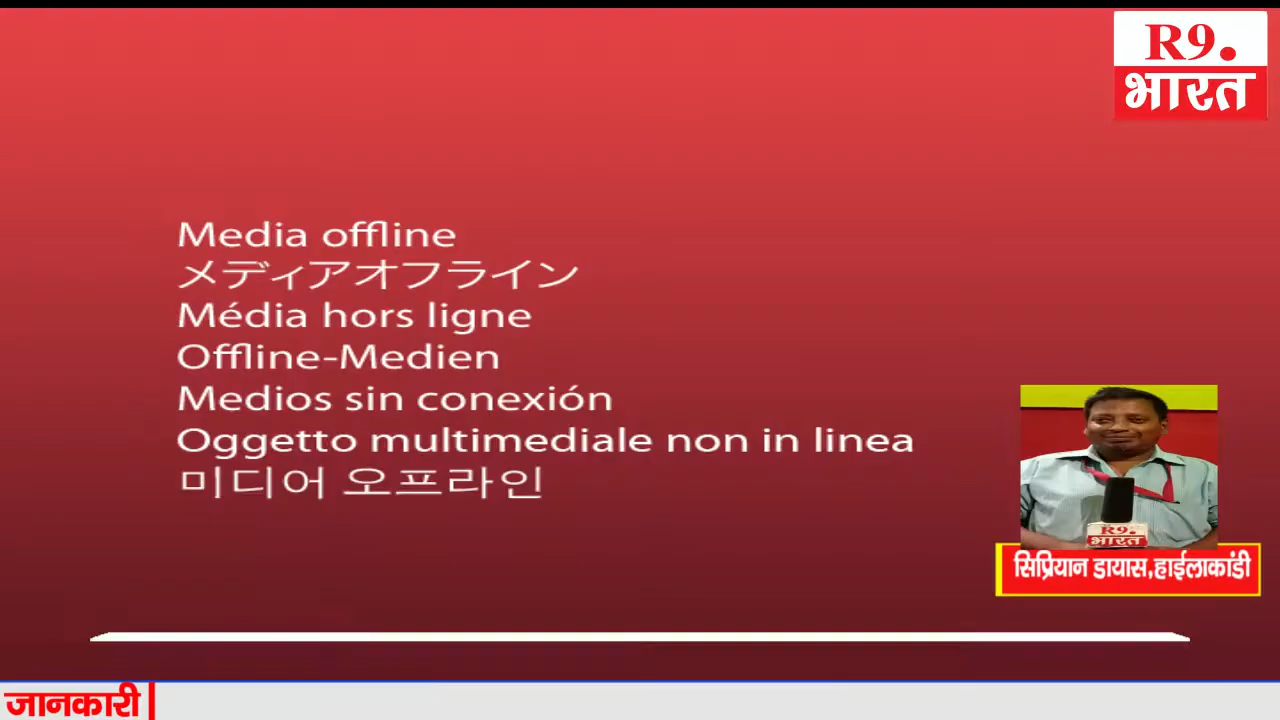 R9.
भारत
Media offline
メディアオフライン
Média hors ligne
Offline-Medien
Medios sin conexión
Oggetto multimediale non in linea
미디어 오프라인
R9.
भारत
सिप्रियान डायास,हाईलाकांडी
जानकारी